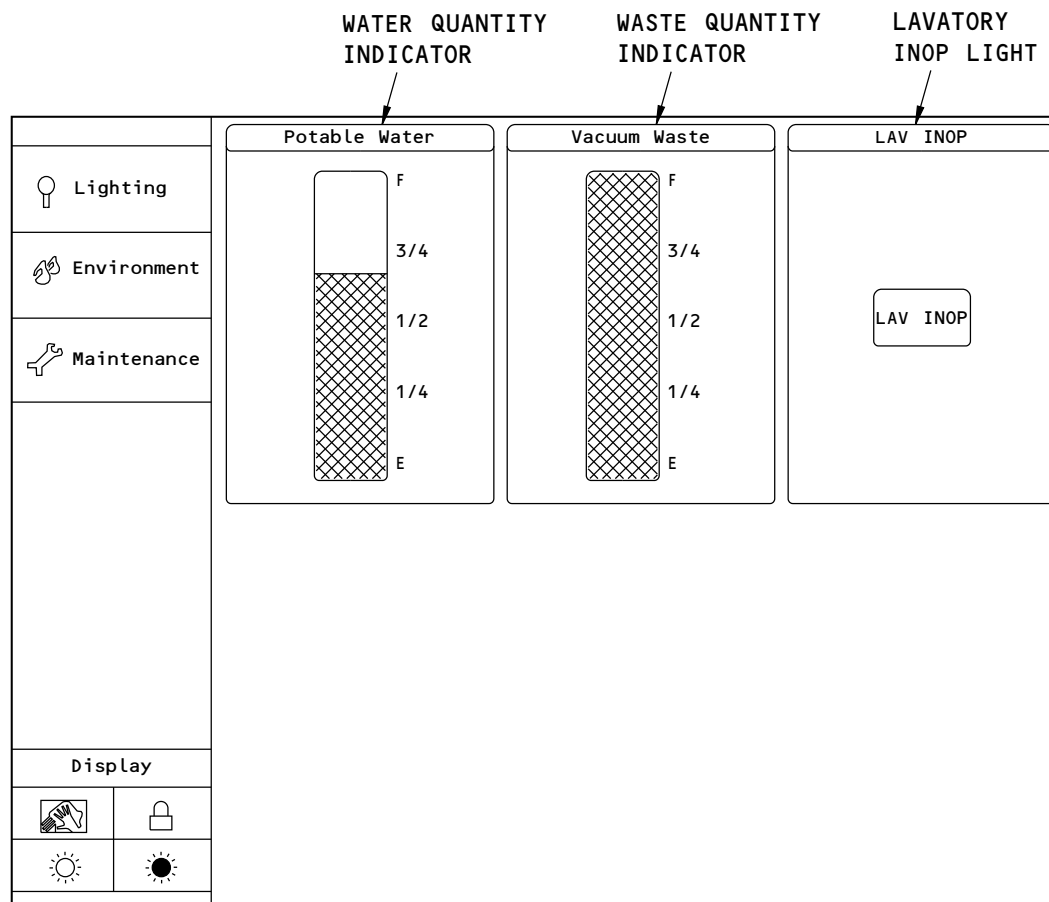 WATER QUANTITY
INDICATOR
WASTE QUANTITY
INDICATOR
LAVATORY
INOP LIGHT
Lighting
Environment
Maintenance
Potable Water
F
3/4
1/2
1/4
E
Vacuum Waste
F
3/4
1/2
1/4
E
LAV INOP
LAV INOP
Display